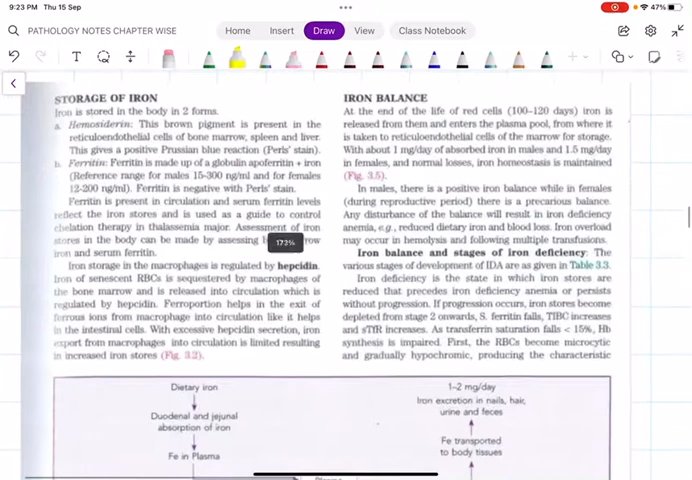 9:23 PM Thu 15 Sep
47%
PATHOLOGY NOTES CHAPTER WISE
Home Insert Draw View Class Notebook
STORAGE OF IRON
Iron is stored in the body in 2 forms.
a. Hemosiderin: This brown pigment is present in the
reticuloendothelial cells of bone marrow, spleen and liver.
This gives a positive Prussian blue reaction (Perls' stain).
b. Ferritin: Ferritin is made up of a globulin apoferritin + iron
(Reference range for males 15-300 ng/ml and for females
12-200 ng/ml). Ferritin is negative with Perls' stain.
Ferritin is present in circulation and serum ferritin levels
reflect the iron stores and is used as a guide to control
chelation therapy in thalassemia major. Assessment of iron
stores in the body can be made by assessing row
173%
iron and serum ferritin.
Iron storage in the macrophages is regulated by hepcidin.
Iron of senescent RBCs is sequestered by macrophages of
the bone marrow and is released into circulation which is
regulated by hepcidin. Ferroportion helps in the exit of
ferrous ions from macrophage into circulation like it helps
in the intestinal cells. With excessive hepcidin secretion, iron
export from macrophages into circulation is limited resulting
in increased iron stores (Fig 3.2).
IRON BALANCE
At the end of the life of red cells (100-120 days) iron is
released from them and enters the plasma pool, from where it
is taken to reticuloendothelial cells of the marrow for storage.
With about 1 mg/day of absorbed iron in males and 1.5 mg/day
in females, and normal losses, iron homeostasis is maintained
(Fig. 3.5).
In males, there is a positive iron balance while in females
(during reproductive period) there is a precarious balance.
Any disturbance of the balance will result in iron deficiency
anemia, e.g., reduced dietary iron and blood loss. Iron overload
may occur in hemolysis and following multiple transfusions.
Iron balance and stages of iron deficiency: The
various stages of development of IDA are as given in Table 3.3.
Iron deficiency is the state in which iron stores are
reduced that precedes iron deficiency anemia or persists
without progression. If progression occurs, iron stores become
depleted from stage 2 onwards, S. ferritin falls, TIBC increases
and sTfR increases. As transferrin saturation falls < 15%, Hb
synthesis is impaired. First, the RBCs become microcytic
and gradually hypochromic, producing the characteristic
Dietary iron
Duodenal and jejunal
absorption of iron
Fe in Plasma
1-2 mg/day
Iron excretion in nails, hair,
urine and feces
Fe transported
to body tissues